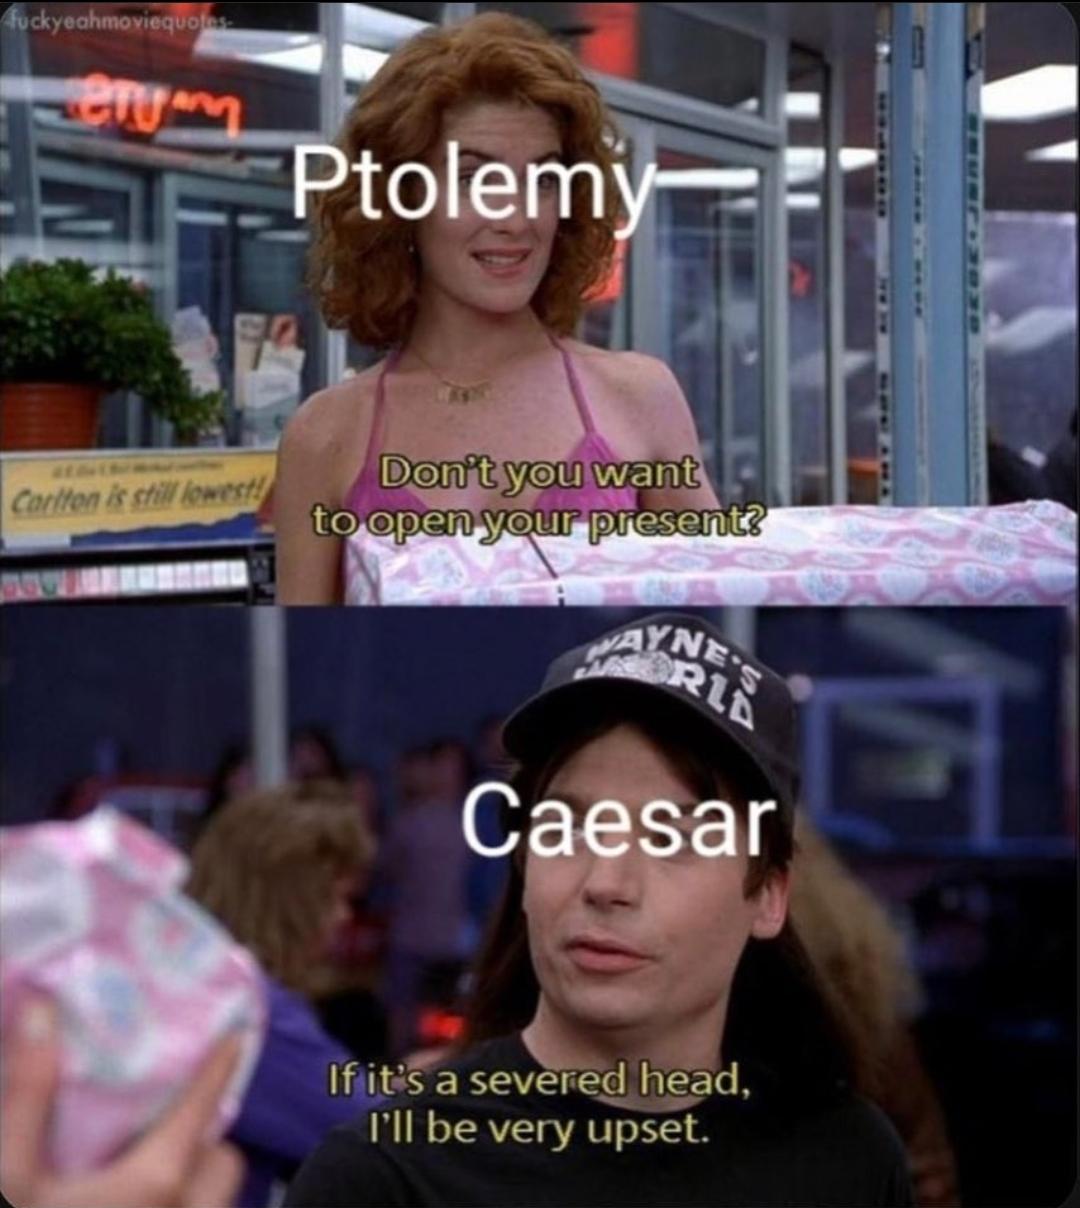 -fuckyeahmoviequotes-
Ptolemy
Don't you want
to open your present?
Carlton is still lowest!
WAYNE'S
WORLD
Caesar
If it's a severed head,
I'll be very upset.